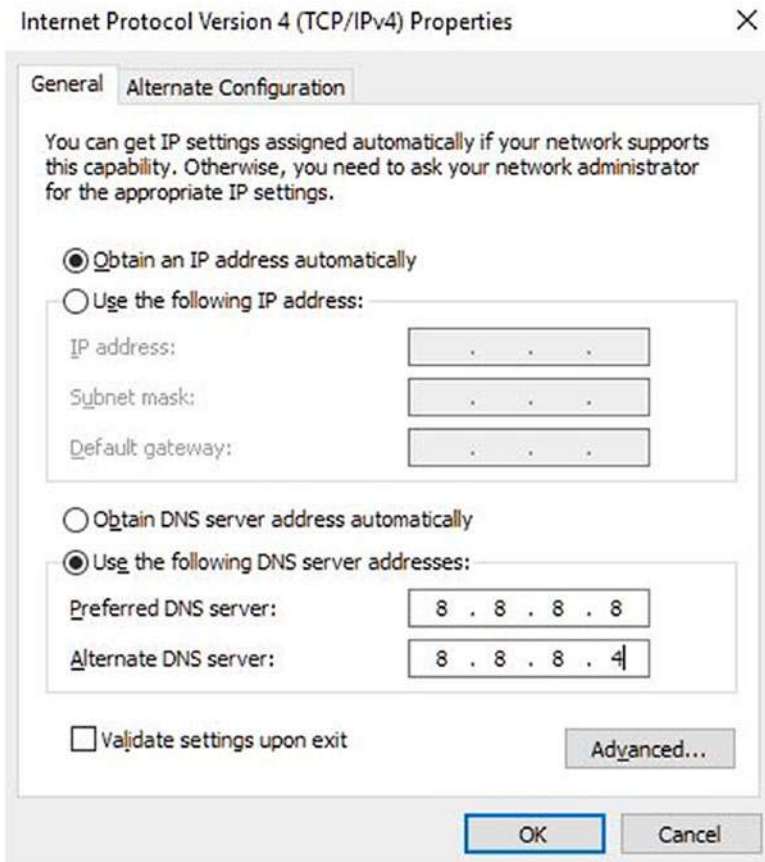 Internet Protocol Version 4 (TCP/IPv4) Properties
General
Alternate Configuration
You can get IP settings assigned automatically if your network supports
this capability. Otherwise, you need to ask your network administrator
for the appropriate IP settings.
Obtain an IP address automatically
Use the following IP address:
IP address: . . .
Subnet mask: . . .
Default gateway: . . .
Obtain DNS server address automatically
Use the following DNS server addresses:
Preferred DNS server: 8 . 8 . 8 . 8
Alternate DNS server: 8 . 8 . 8 . 4
Validate settings upon exit
Advanced...
OK Cancel